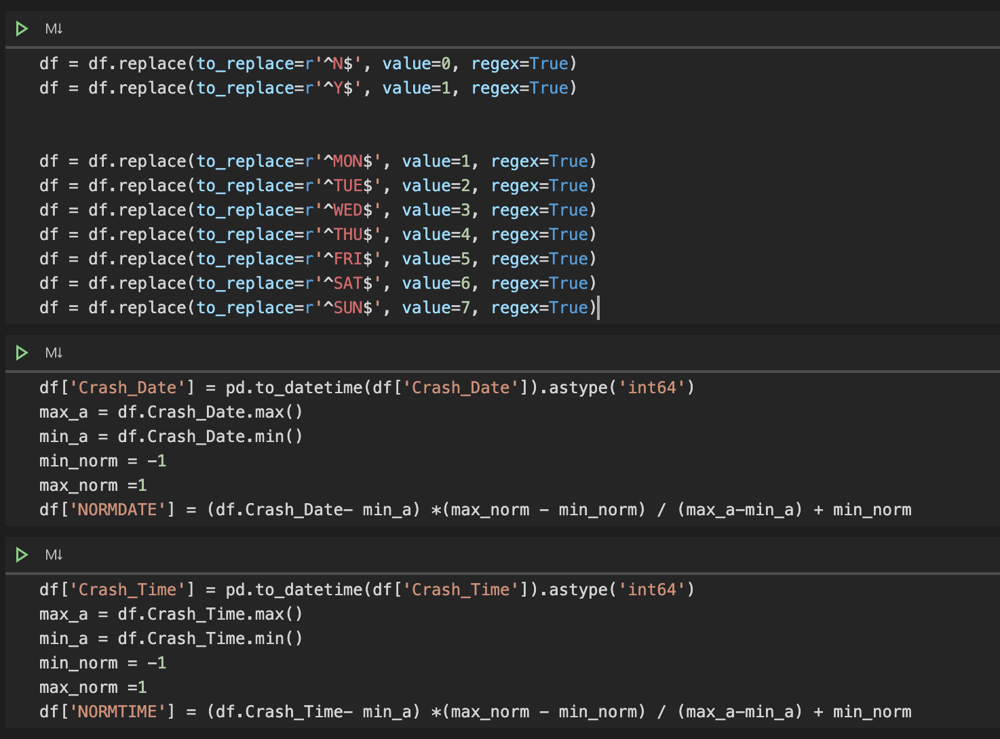 M↓
df = df.replace(to_replace=r'^N$', value=0, regex=True)
df = df.replace(to_replace=r'^Y$', value=1, regex=True)
df = df.replace(to_replace=r'^MON$', value=1, regex=True)
df = df.replace(to_replace=r'^TUE$', value=2, regex=True)
df = df.replace(to_replace=r'^WED$', value=3, regex=True)
df = df.replace(to_replace=r'^THU$', value=4, regex=True)
df = df.replace(to_replace=r'^FRI$', value=5, regex=True)
df = df.replace(to_replace=r'^SAT$', value=6, regex=True)
df = df.replace(to_replace=r'^SUN$', value=7, regex=True)
M↓
df['Crash_Date'] = pd.to_datetime(df['Crash_Date']).astype('int64')
max_a = df.Crash_Date.max()
min_a = df.Crash_Date.min()
min_norm = -1
max_norm =1
df['NORMDATE'] = (df.Crash_Date- min_a) *(max_norm - min_norm) / (max_a-min_a) + min_norm
M↓
df['Crash_Time'] = pd.to_datetime(df['Crash_Time']).astype('int64')
max_a = df.Crash_Time.max()
min_a = df.Crash_Time.min()
min_norm = -1
max_norm =1
df['NORMTIME'] = (df.Crash_Time- min_a) *(max_norm - min_norm) / (max_a-min_a) + min_norm